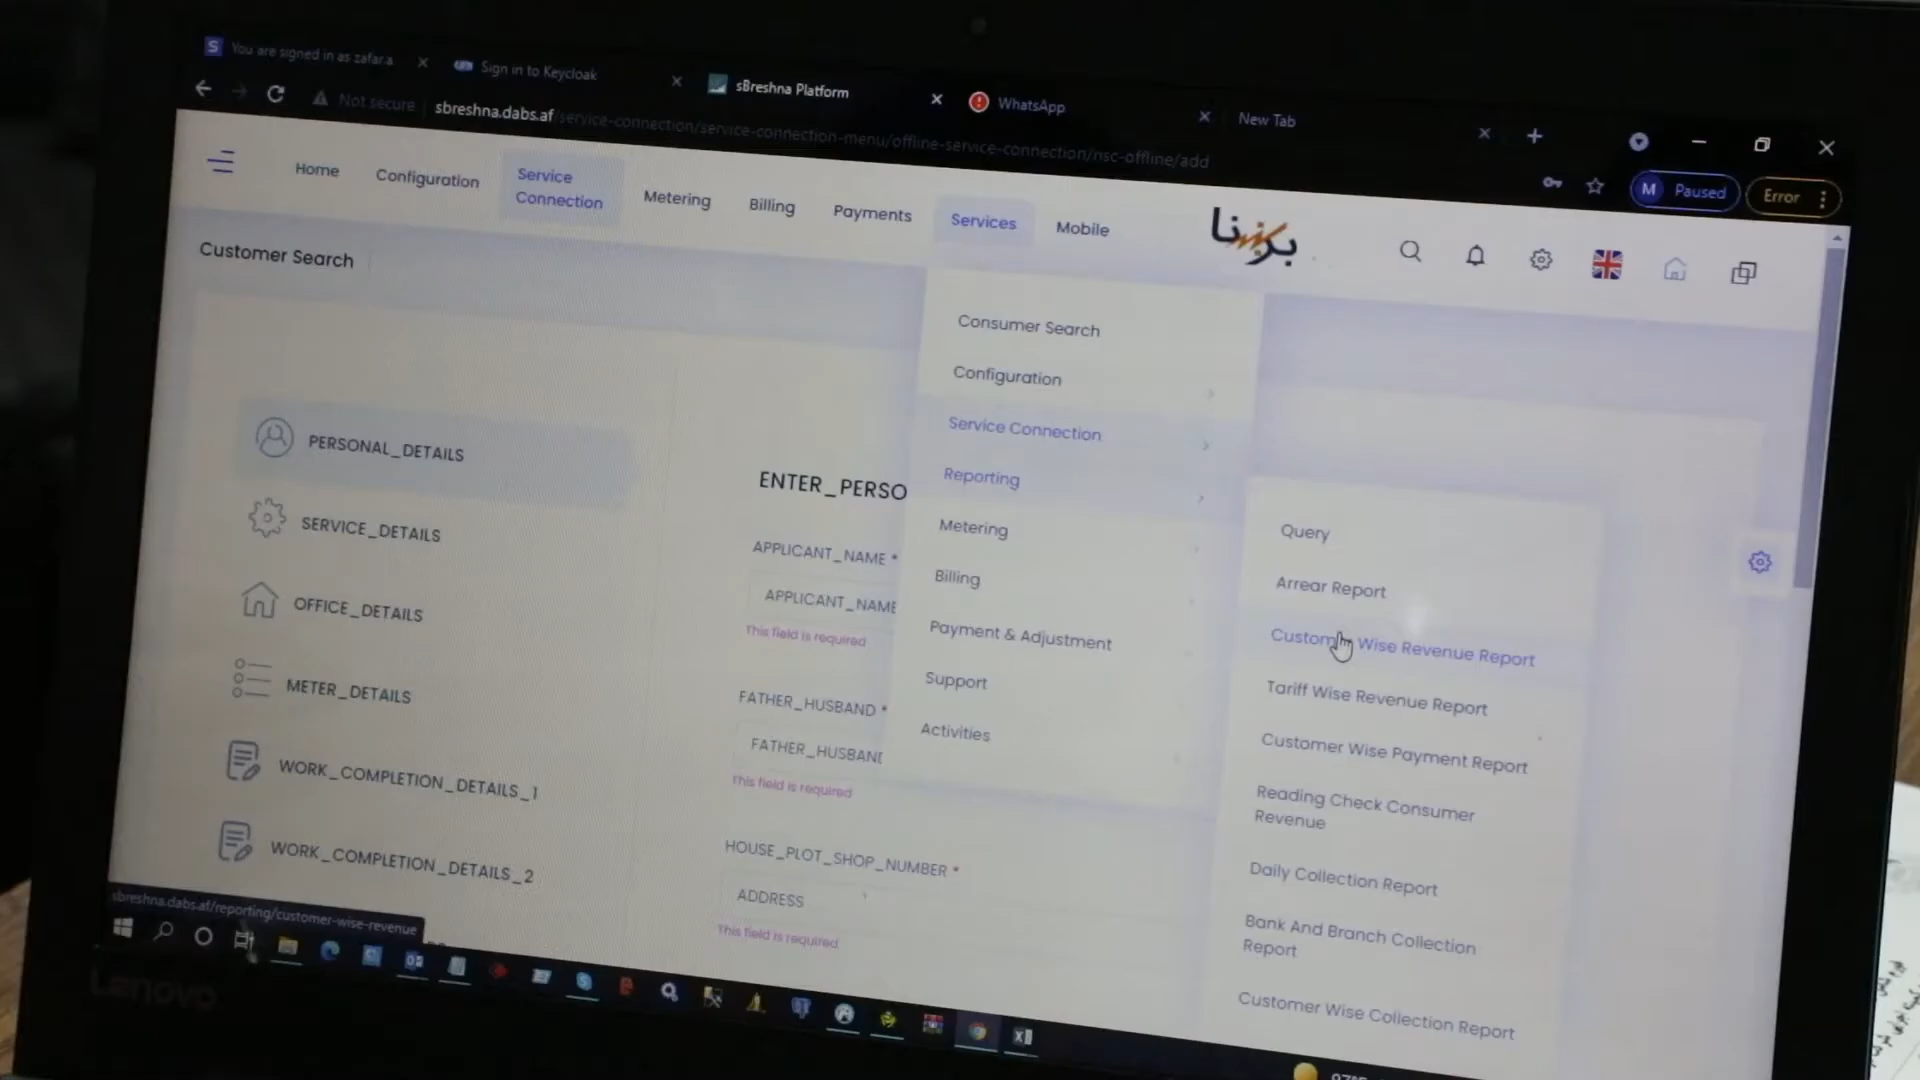 You are signed in as zafar.a
Sign in to Keycloak
sBreshna Platform
WhatsApp
New Tab
Not secure
sbreshna.dabs.af/service-connection/service-connection-menu/offline-service-connection/nsc-offline/add
M Paused
Error
Home
Configuration
Service
Connection
Metering
Billing
Payments
Services
Mobile
برېښنا
Customer Search
PERSONAL_DETAILS
SERVICE_DETAILS
OFFICE_DETAILS
METER_DETAILS
WORK_COMPLETION_DETAILS_1
WORK_COMPLETION_DETAILS_2
ENTER_PERSO
APPLICANT_NAME *
APPLICANT_NAME
This field is required
FATHER_HUSBAND *
FATHER_HUSBAND
This field is required
HOUSE_PLOT_SHOP_NUMBER *
ADDRESS
This field is required
Consumer Search
Configuration
Service Connection
Reporting
Metering
Billing
Payment & Adjustment
Support
Activities
Query
Arrear Report
Custom Wise Revenue Report
Tariff Wise Revenue Report
Customer Wise Payment Report
Reading Check Consumer
Revenue
Daily Collection Report
Bank And Branch Collection
Report
Customer Wise Collection Report
sbreshna.dabs.af/reporting/customer-wise-revenue
Lenovo